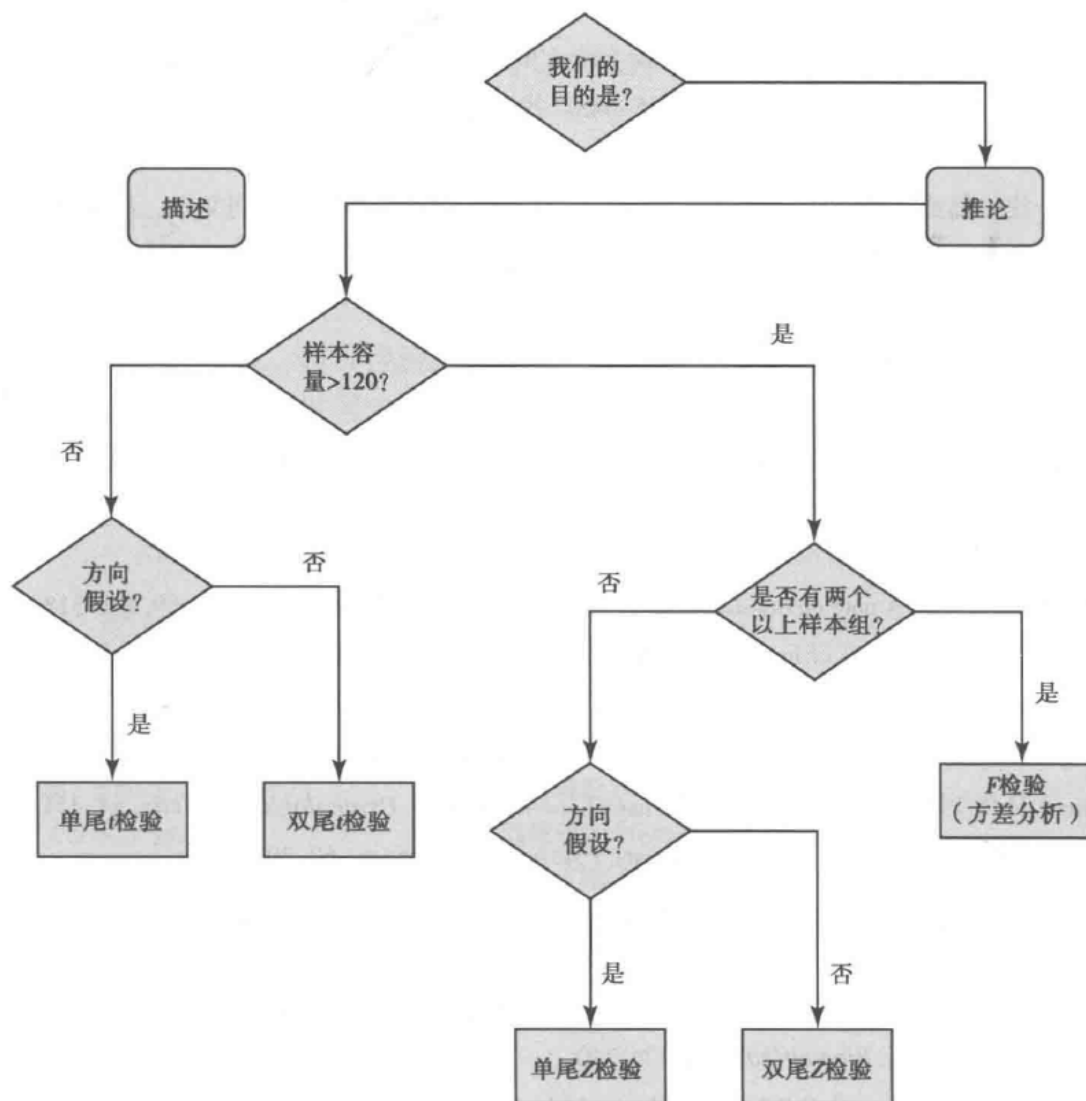 我们的
目的是?
描述
推论
样本容
量>120?
是
否
方向
假设?
否
是否有两个
以上样本组?
否
是
是
单尾t检验
双尾t检验
方向
假设?
F检验
(方差分析)
是
否
单尾Z检验
双尾Z检验